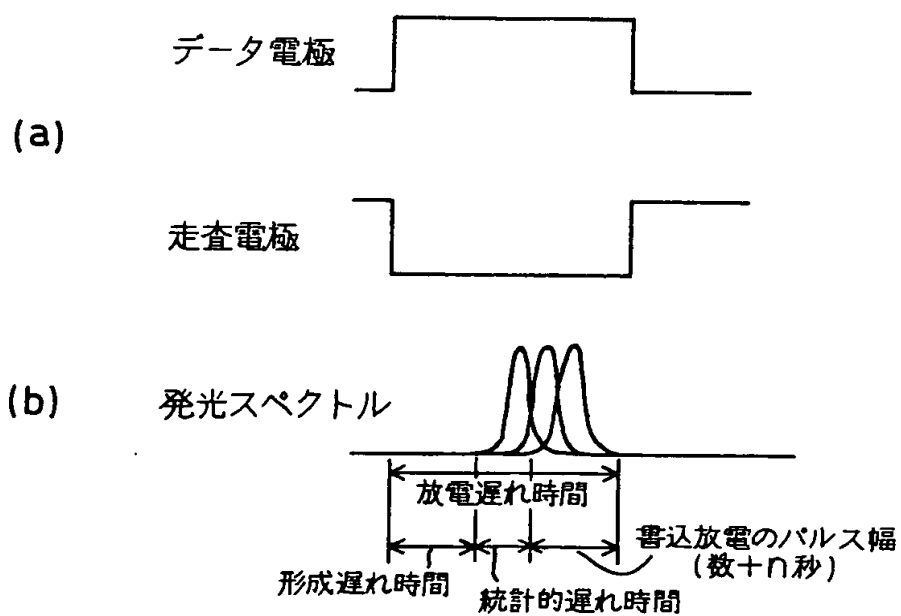 (a)
データ電極
走査電極
(b)
発光スペクトル
放電遅れ時間
形成遅れ時間
統計的遅れ時間
書込放電のパルス幅
(数十n秒)